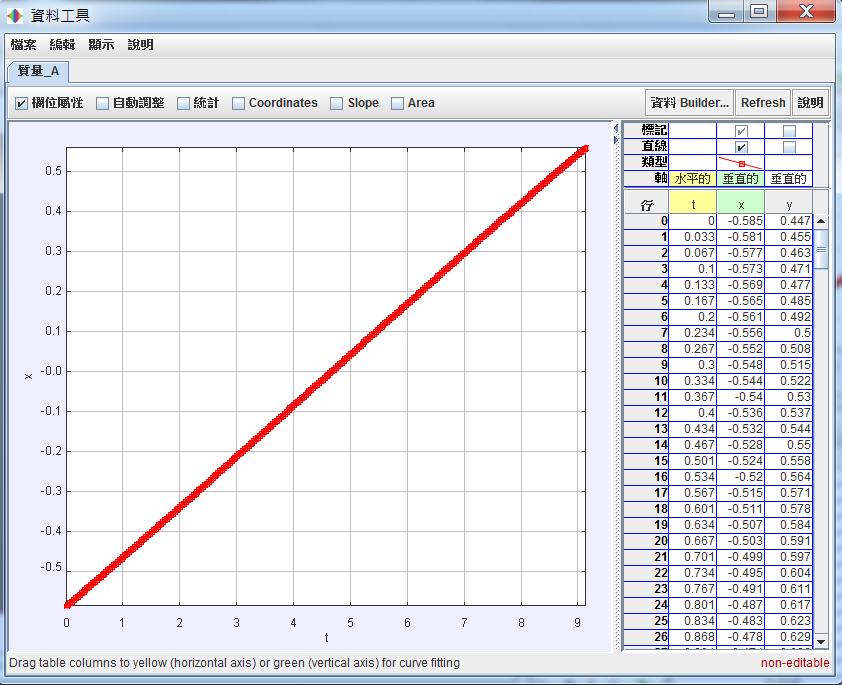 資料工具
檔案 編輯 顯示 說明
質量_A
欄位屬性 自動調整 統計 Coordinates Slope Area 資料 Builder... Refresh 說明
標記
直線
類型
軸 水平的 垂直的 垂直的
行 t x y
0 0 -0.585 0.447
1 0.033 -0.581 0.455
2 0.067 -0.577 0.463
3 0.1 -0.573 0.471
4 0.133 -0.569 0.477
5 0.167 -0.565 0.485
6 0.2 -0.561 0.492
7 0.234 -0.556 0.5
8 0.267 -0.552 0.508
9 0.3 -0.548 0.515
10 0.334 -0.544 0.522
11 0.367 -0.54 0.53
12 0.4 -0.536 0.537
13 0.434 -0.532 0.544
14 0.467 -0.528 0.55
15 0.501 -0.524 0.558
16 0.534 -0.52 0.564
17 0.567 -0.515 0.571
18 0.601 -0.511 0.578
19 0.634 -0.507 0.584
20 0.667 -0.503 0.591
21 0.701 -0.499 0.597
22 0.734 -0.495 0.604
23 0.767 -0.491 0.611
24 0.801 -0.487 0.617
25 0.834 -0.483 0.623
26 0.868 -0.478 0.629
0.5
0.4
0.3
0.2
0.1
-0.0
-0.1
-0.2
-0.3
-0.4
-0.5
x
0 1 2 3 4 5 6 7 8 9
t
Drag table columns to yellow (horizontal axis) or green (vertical axis) for curve fitting
non-editable